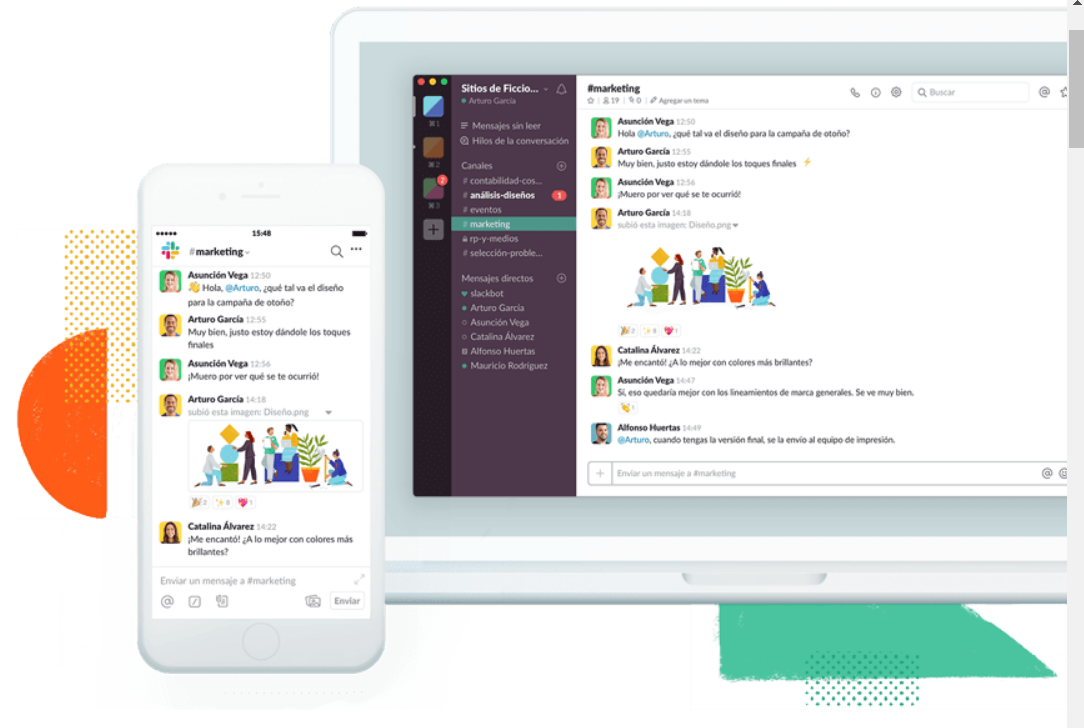 15:48
#marketing
Asunción Vega 12:50
👋 Hola, @Arturo, ¿qué tal va el diseño
para la campaña de otoño?
Arturo García 12:55
Muy bien, justo estoy dándole los toques
finales
Asunción Vega 12:56
¡Muero por ver qué se te ocurrió!
Arturo García 14:18
subió esta imagen: Diseño.png
2 8 1
Catalina Álvarez 14:22
¡Me encantó! ¿A lo mejor con colores más
brillantes?
Enviar un mensaje a #marketing
Enviar
⌘1
⌘2
2
⌘3
Sitios de Ficcio...
Arturo García
Mensajes sin leer
Hilos de la conversación
Canales
# contabilidad-cos...
# análisis-diseños 1
# eventos
# marketing
rp-y-medios
# selección-proble...
Mensajes directos
slackbot
Arturo García
Asunción Vega
Catalina Álvarez
Alfonso Huertas
Mauricio Rodríguez
#marketing
19 | 0 | Agregar un tema
Buscar
Asunción Vega 12:50
Hola @Arturo, ¿qué tal va el diseño para la campaña de otoño?
Arturo García 12:55
Muy bien, justo estoy dándole los toques finales ⚡
Asunción Vega 12:56
¡Muero por ver qué se te ocurrió!
Arturo García 14:18
subió esta imagen: Diseño.png
2 8 1
Catalina Álvarez 14:22
¡Me encantó! ¿A lo mejor con colores más brillantes?
Asunción Vega 14:47
Sí, eso quedaría mejor con los lineamientos de marca generales. Se ve muy bien.
1
Alfonso Huertas 14:49
@Arturo, cuando tengas la versión final, se la envío al equipo de impresión.
Enviar un mensaje a #marketing